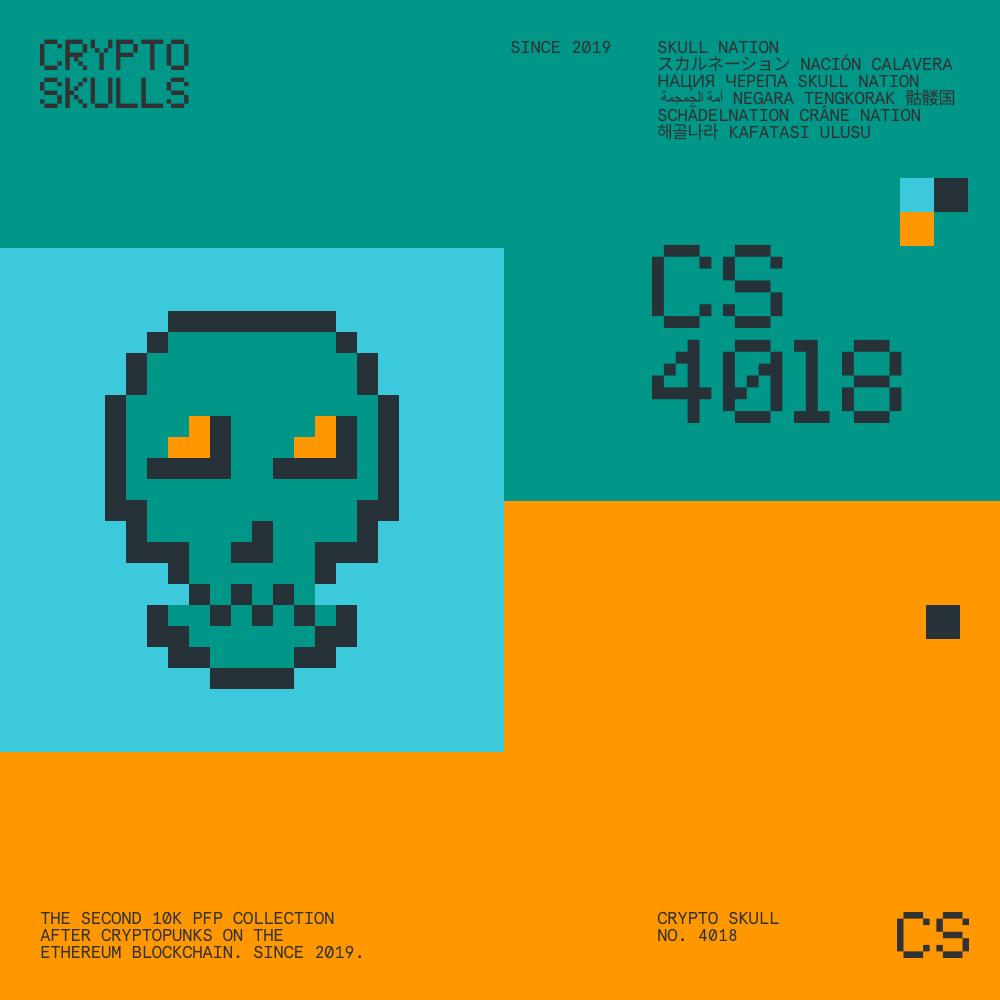 CRYPTO
SKULLS
SINCE 2019
SKULL NATION
スカルネーション NACIÓN CALAVERA
НАЦИЯ ЧЕРЕПА SKULL NATION
أمة الجمجمة NEGARA TENGKORAK 骷髅国
SCHÄDELNATION CRÂNE NATION
해골나라 KAFATASI ULUSU
CS
4018
THE SECOND 10K PFP COLLECTION
AFTER CRYPTOPUNKS ON THE
ETHEREUM BLOCKCHAIN. SINCE 2019.
CRYPTO SKULL
NO. 4018
CS